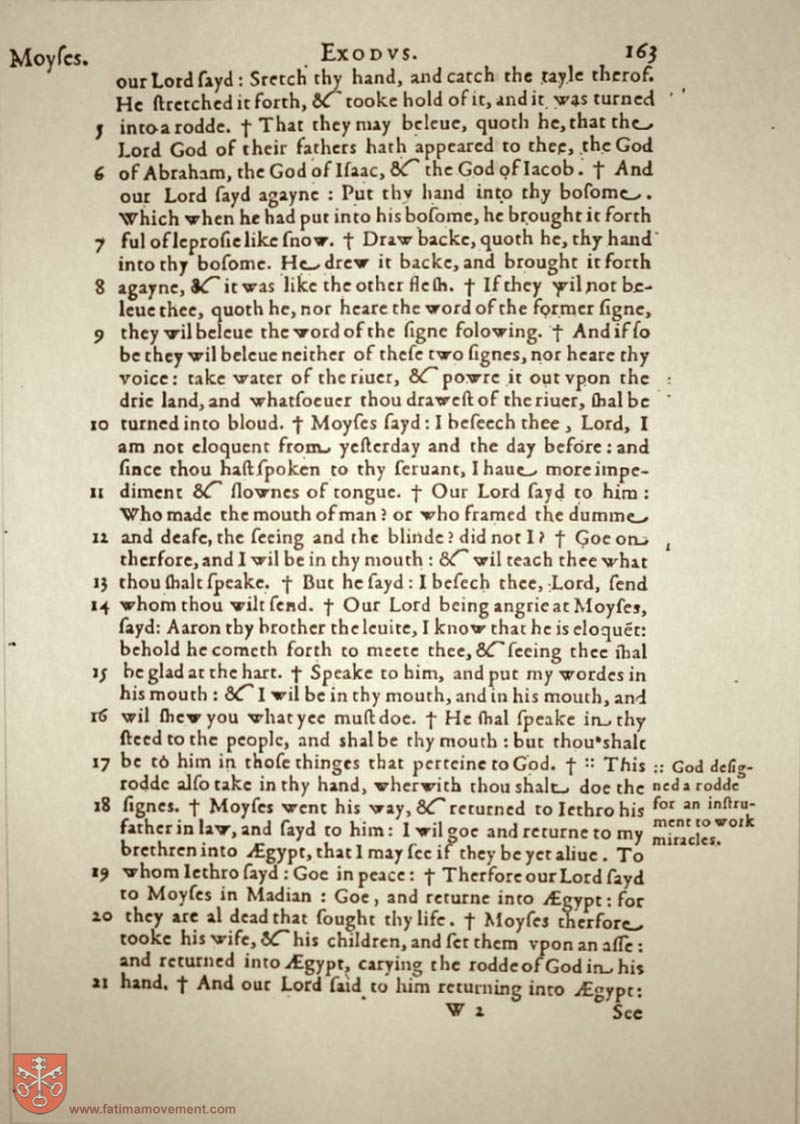 Moyſes. EXODVS. 163
our Lord ſayd: Sretch thy hand, and catch the tayle therof.
He ſtretched it forth, & tooke hold of it, and it was turned
5 into a rodde. † That they may beleue, quoth he, that the
Lord God of their fathers hath appeared to thee, the God
6 of Abraham, the God of Iſaac, & the God of Iacob. † And
our Lord ſayd agayne: Put thy hand into thy boſome.
Which when he had put into his boſome, he brought it forth
7 ful of leproſie like ſnow. † Draw backe, quoth he, thy hand
into thy boſome. He drew it backe, and brought it forth
8 agayne, & it was like the other fleſh. † If they wil not be-
leue thee, quoth he, nor heare the word of the former ſigne,
9 they wil beleue the word of the ſigne folowing. † And if ſo
be they wil beleue neither of theſe two ſignes, nor heare thy
voice: take water of the riuer, & powre it out vpon the
drie land, and whatſoeuer thou draweſt of the riuer, ſhal be
10 turned into bloud. † Moyſes ſayd: I beſeech thee, Lord, I
am not eloquent from yeſterday and the day before: and
ſince thou haſt ſpoken to thy ſeruant, I haue more impe-
11 diment & ſlownes of tongue. † Our Lord ſayd to him:
Who made the mouth of man? or who framed the dumme
12 and deafe, the ſeeing and the blinde? did not I? † Goe on
therfore, and I wil be in thy mouth: & wil teach thee what
13 thou ſhalt ſpeake. † But he ſayd: I beſech thee, Lord, ſend
14 whom thou wilt ſend. † Our Lord being angrie at Moyſes,
ſayd: Aaron thy brother the leuite, I know that he is eloquẽt:
behold he cometh forth to meete thee, & ſeeing thee ſhal
15 be glad at the hart. † Speake to him, and put my wordes in
his mouth: & I wil be in thy mouth, and in his mouth, and
16 wil ſhew you what yee muſt doe. † He ſhal ſpeake in thy
ſteed to the people, and ſhal be thy mouth: but thou ſhalt
17 be to him in thoſe thinges that perteine to God. † :: This
rodde alſo take in thy hand, wherwith thou ſhalt doe the
18 ſignes. † Moyſes went his way, & returned to Iethro his
father in law, and ſayd to him: I wil goe and returne to my
brethren into Ægypt, that I may ſee if they be yet aliue. To
19 whom Iethro ſayd: Goe in peace: † Therfore our Lord ſayd
to Moyſes in Madian: Goe, and returne into Ægypt: for
20 they are al dead that ſought thy life. † Moyſes therfore
tooke his wife, & his children, and ſet them vpon an aſſe:
and returned into Ægypt, carying the rodde of God in his
21 hand. † And our Lord ſaid to him returning into Ægypt:
W 2 See
:: God deſig-
ned a rodde
for an inſtru-
ment to work
miracles.
www.fatimamovement.com